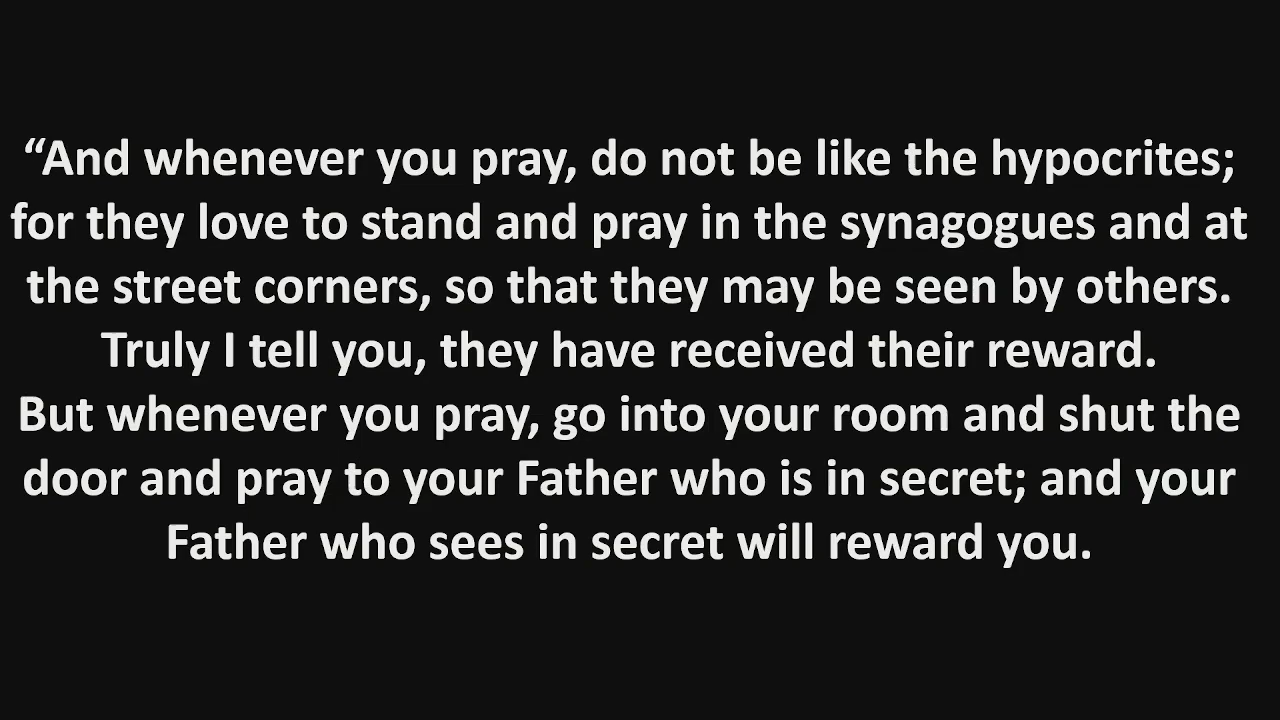 “And whenever you pray, do not be like the hypocrites;
for they love to stand and pray in the synagogues and at
the street corners, so that they may be seen by others.
Truly I tell you, they have received their reward.
But whenever you pray, go into your room and shut the
door and pray to your Father who is in secret; and your
Father who sees in secret will reward you.